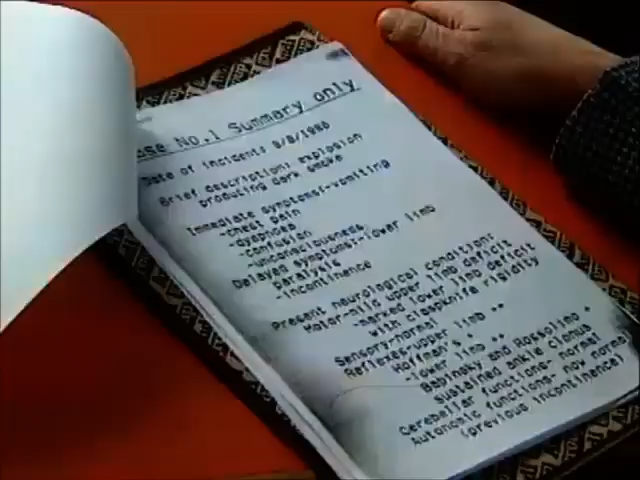 ase No.1 Summary only
Date of incident: 9/8/1980
Brief description: explosion
producing dark smoke
Immediate symptoms:-vomiting
-chest pain
-dyspnoea
-confusion
-unconsciousness
Delayed symptoms:-lower limb
paralysis
-incontinence
Present neurological condition:
Motor-mild upper limb deficit
-marked lower limb deficit
with claspknife rigidity
Sensory-normal
Reflexes-upper limb ++
Hoffman's +
-lower limb ++
Babinsky and Rossolimo +
Sustained ankle clonus
Cerebellar functions- normal
Autonomic functions- now normal
(previous incontinence)